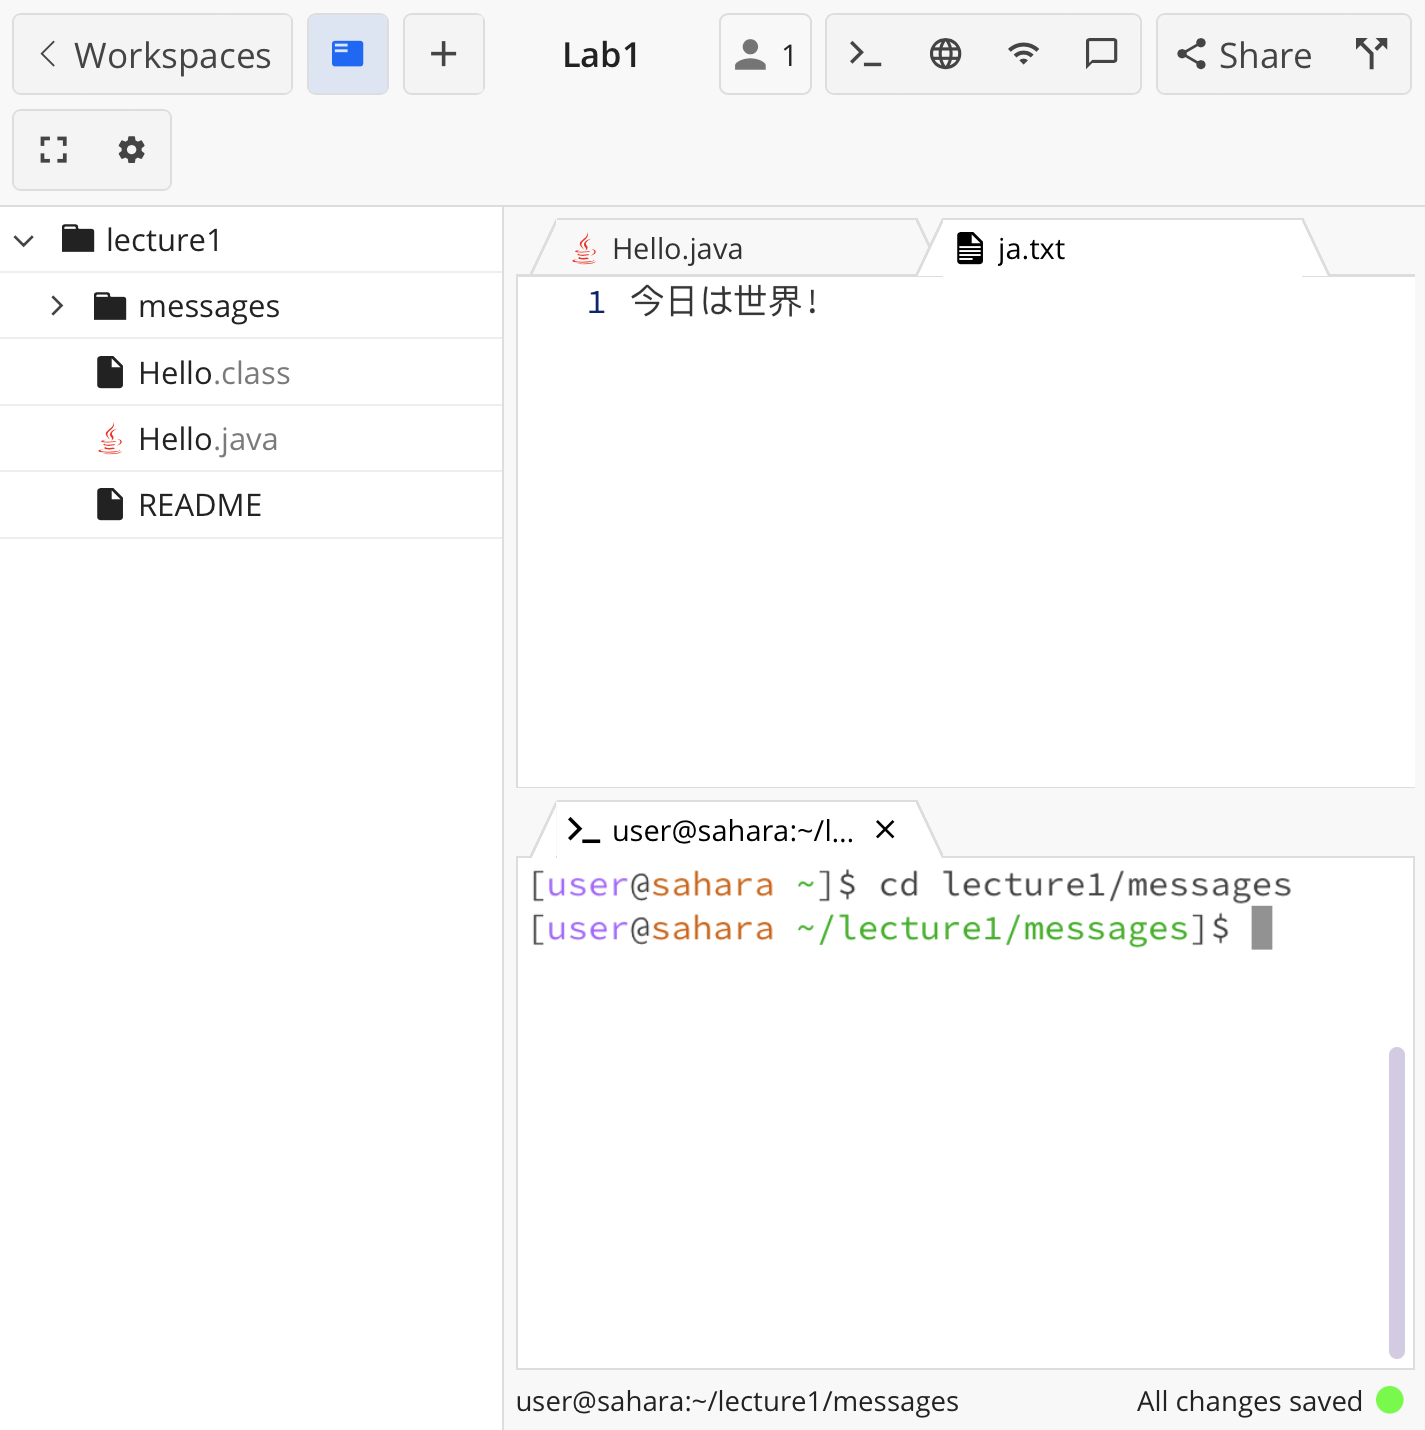 Workspaces
Lab1
1
Share
lecture1
messages
Hello.class
Hello.java
README
Hello.java
ja.txt
1 今日は世界!
user@sahara:~/l...
[user@sahara ~]$ cd lecture1/messages
[user@sahara ~/lecture1/messages]$
user@sahara:~/lecture1/messages
All changes saved